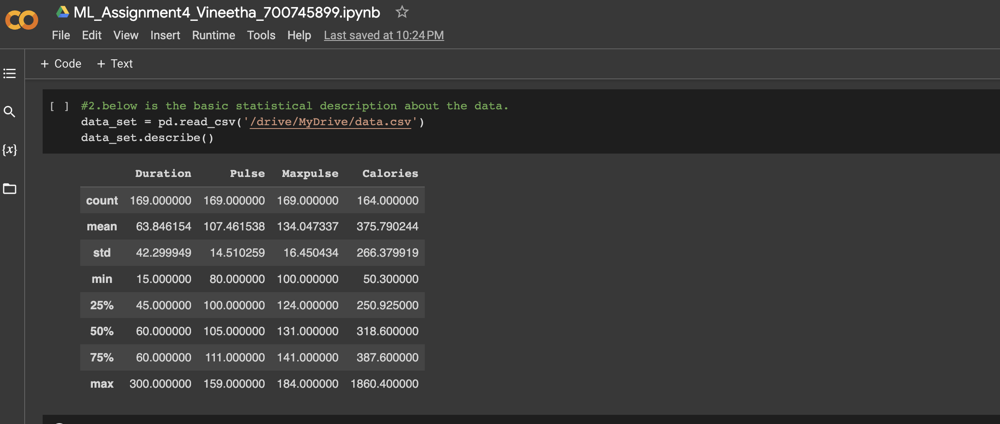 ML_Assignment4_Vineetha_700745899.ipynb
File Edit View Insert Runtime Tools Help Last saved at 10:24 PM
+ Code + Text
[ ] #2.below is the basic statistical description about the data.
data_set = pd.read_csv('/drive/MyDrive/data.csv')
data_set.describe()
{x}
Duration Pulse Maxpulse Calories
count 169.000000 169.000000 169.000000 164.000000
mean 63.846154 107.461538 134.047337 375.790244
std 42.299949 14.510259 16.450434 266.379919
min 15.000000 80.000000 100.000000 50.300000
25% 45.000000 100.000000 124.000000 250.925000
50% 60.000000 105.000000 131.000000 318.600000
75% 60.000000 111.000000 141.000000 387.600000
max 300.000000 159.000000 184.000000 1860.400000